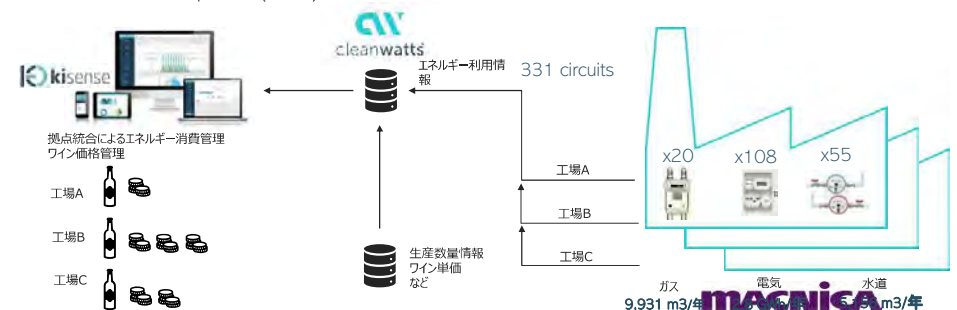 cleanwatts
kisense
エネルギー利用情
報
331 circuits
拠点統合によるエネルギー消費管理
ワイン価格管理
工場A
工場B
工場C
生産数量情報
ワイン単価
など
工場A
工場B
工場C
x20
x108
x55
ガス
電気
水道
9.931 m3/年
m3/年